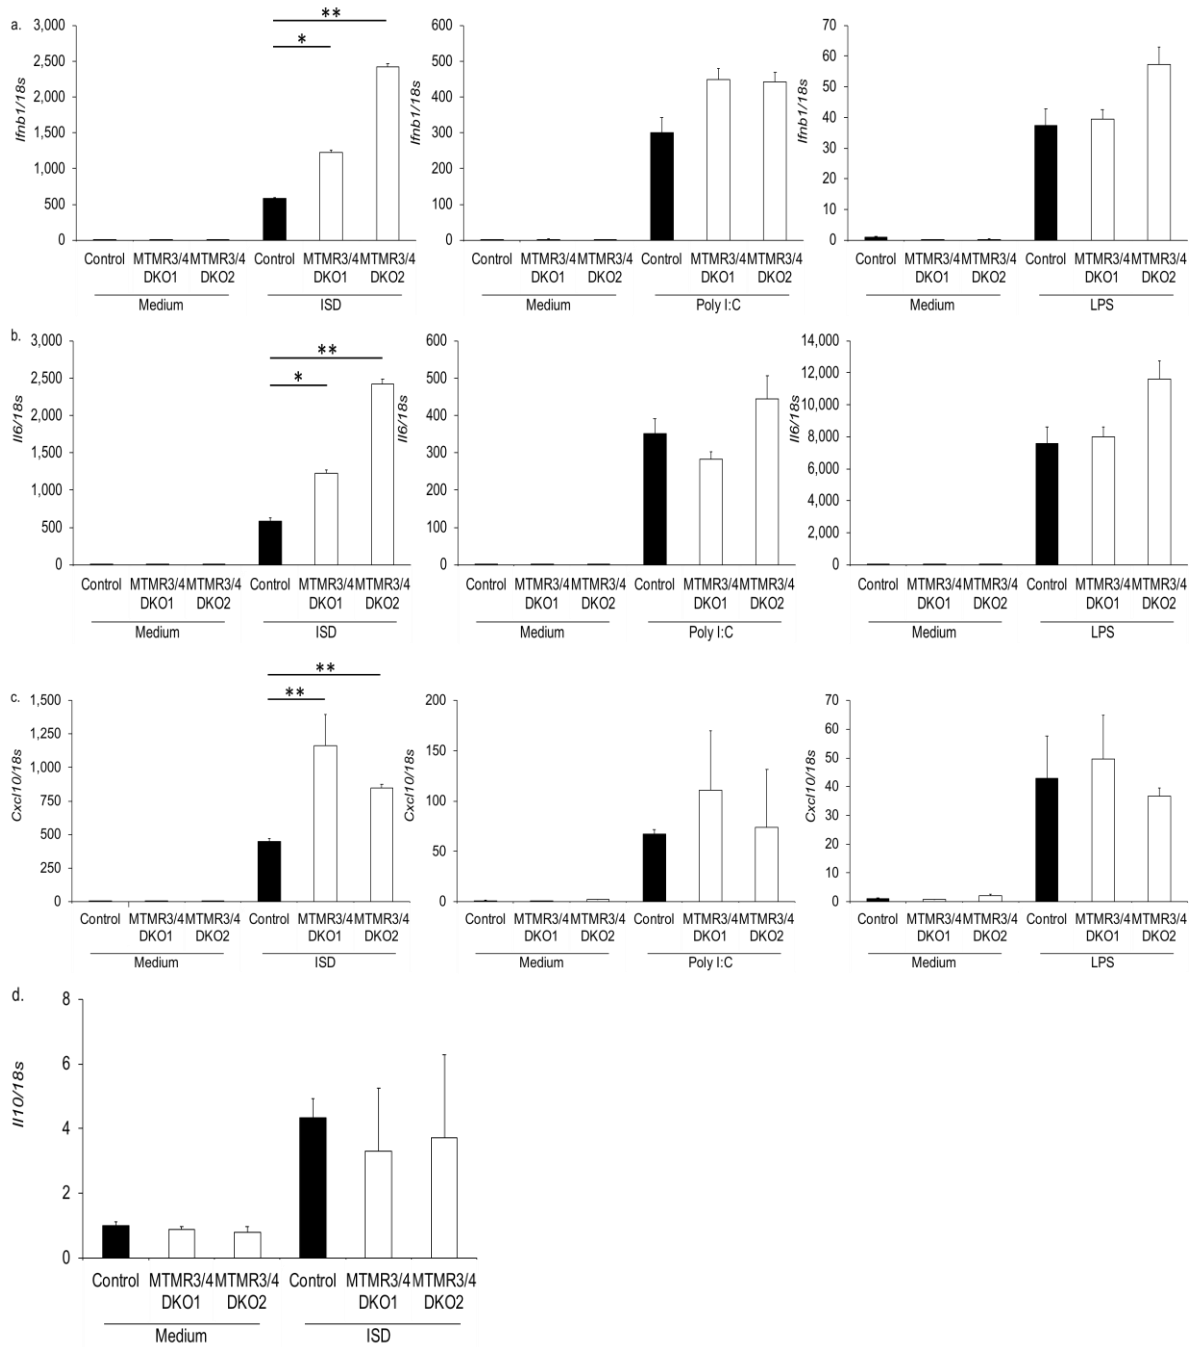 a.
Ifnb1/18s
3,000
2,500
2,000
1,500
1,000
500
0
*
**
Control MTMR3/4 MTMR3/4 Control MTMR3/4 MTMR3/4
DKO1 DKO2 DKO1 DKO2
Medium ISD
Ifnb1/18s
600
500
400
300
200
100
0
Control MTMR3/4 MTMR3/4 Control MTMR3/4 MTMR3/4
DKO1 DKO2 DKO1 DKO2
Medium Poly I:C
Ifnb1/18s
70
60
50
40
30
20
10
0
Control MTMR3/4 MTMR3/4 Control MTMR3/4 MTMR3/4
DKO1 DKO2 DKO1 DKO2
Medium LPS
b.
Il6/18s
3,000
2,500
2,000
1,500
1,000
500
0
**
*
Control MTMR3/4 MTMR3/4 Control MTMR3/4 MTMR3/4
DKO1 DKO2 DKO1 DKO2
Medium ISD
Il6/18s
600
500
400
300
200
100
0
Control MTMR3/4 MTMR3/4 Control MTMR3/4 MTMR3/4
DKO1 DKO2 DKO1 DKO2
Medium Poly I:C
Il6/18s
14,000
12,000
10,000
8,000
6,000
4,000
2,000
0
Control MTMR3/4 MTMR3/4 Control MTMR3/4 MTMR3/4
DKO1 DKO2 DKO1 DKO2
Medium LPS
c.
Cxcl10/18s
1,500
1,250
1,000
750
500
250
0
**
**
Control MTMR3/4 MTMR3/4 Control MTMR3/4 MTMR3/4
DKO1 DKO2 DKO1 DKO2
Medium ISD
Cxcl10/18s
200
150
100
50
0
Control MTMR3/4 MTMR3/4 Control MTMR3/4 MTMR3/4
DKO1 DKO2 DKO1 DKO2
Medium Poly I:C
Cxcl10/18s
70
60
50
40
30
20
10
0
Control MTMR3/4 MTMR3/4 Control MTMR3/4 MTMR3/4
DKO1 DKO2 DKO1 DKO2
Medium LPS
d.
Il10/18s
8
6
4
2
0
Control MTMR3/4 MTMR3/4 Control MTMR3/4 MTMR3/4
DKO1 DKO2 DKO1 DKO2
Medium ISD